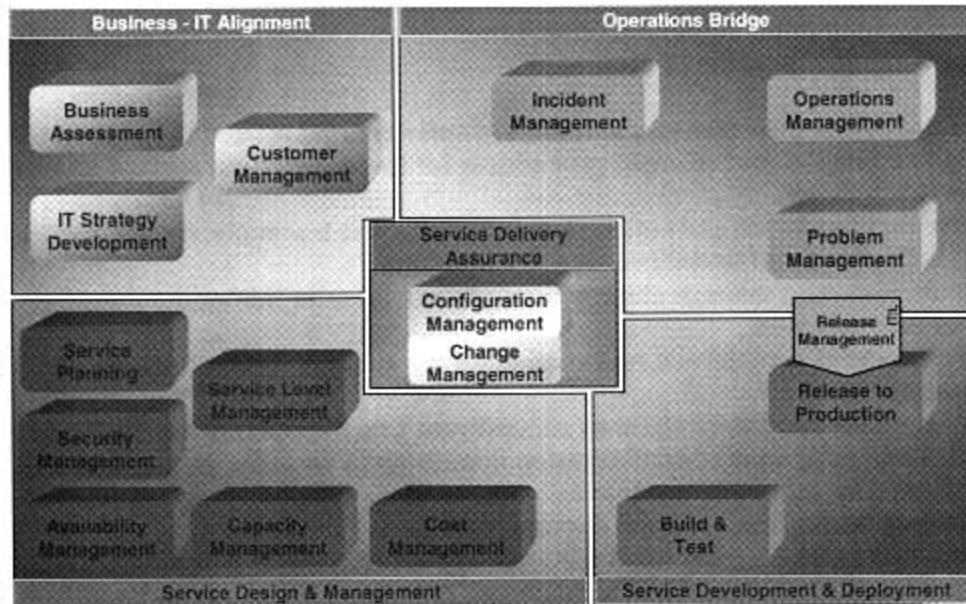 Business - IT Alignment
Operations Bridge
Business
Assessment
Customer
Management
IT Strategy
Development
Incident
Management
Operations
Management
Problem
Management
Service Delivery
Assurance
Configuration
Management
Change
Management
Release
Management
Release to
Production
Build &
Test
Service
Planning
Service Level
Management
Security
Management
Availability
Management
Capacity
Management
Cost
Management
Service Design & Management
Service Development & Deployment